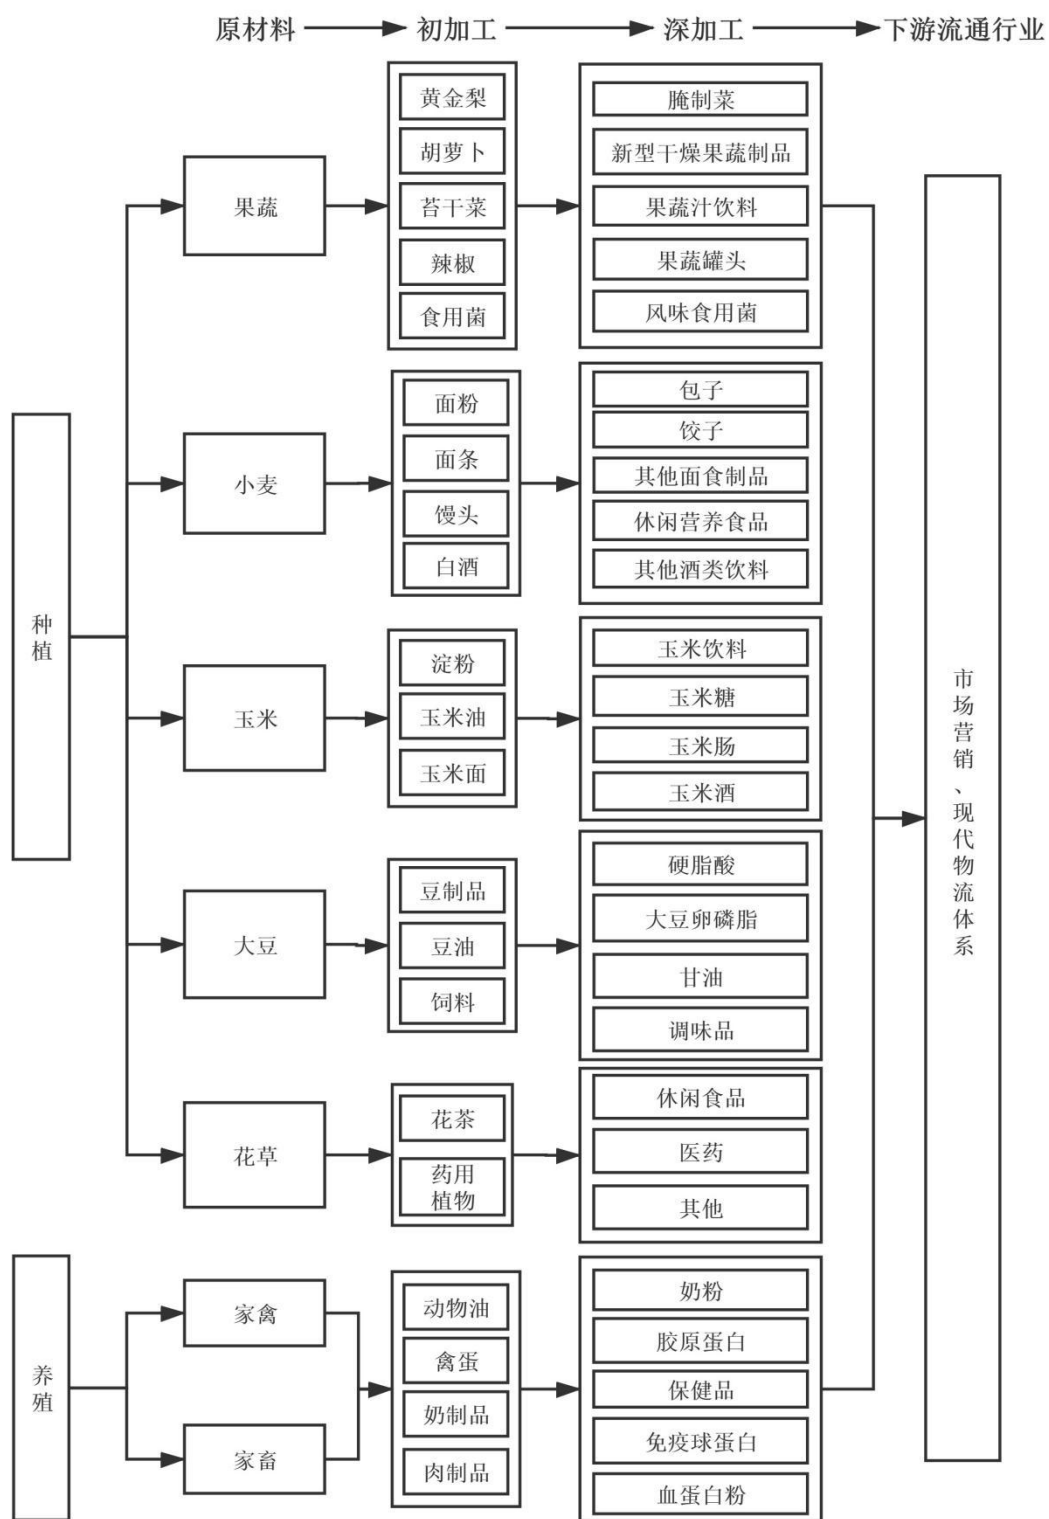 原材料
初加工
深加工
下游流通行业
种植
果蔬
黄金梨
胡萝卜
苔干菜
辣椒
食用菌
腌制菜
新型干燥果蔬制品
果蔬汁饮料
果蔬罐头
风味食用菌
小麦
面粉
面条
馒头
白酒
包子
饺子
其他面食制品
休闲营养食品
其他酒类饮料
玉米
淀粉
玉米油
玉米面
玉米饮料
玉米糖
玉米肠
玉米酒
大豆
豆制品
豆油
饲料
硬脂酸
大豆卵磷脂
甘油
调味品
花草
花茶
药用
植物
休闲食品
医药
其他
养殖
家禽
家畜
动物油
禽蛋
奶制品
肉制品
奶粉
胶原蛋白
保健品
免疫球蛋白
血蛋白粉
市场营销、现代物流体系